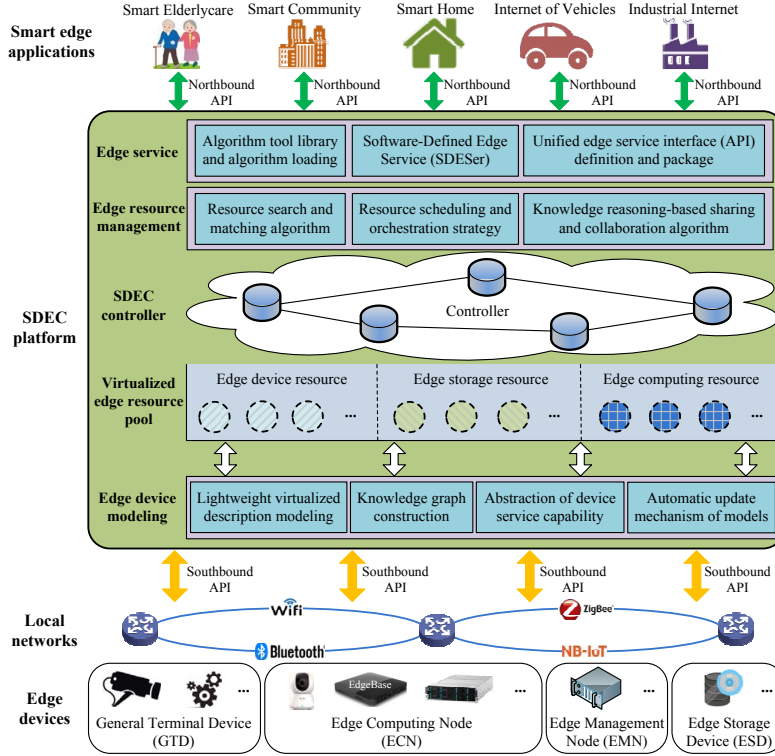 Smart edge
applications
Smart Elderlycare
Smart Community
Smart Home
Internet of Vehicles
Industrial Internet
Northbound
API
Northbound
API
Northbound
API
Northbound
API
Northbound
API
SDEC
platform
Edge service
Algorithm tool library
and algorithm loading
Software-Defined Edge
Service (SDESer)
Unified edge service interface (API)
definition and package
Edge resource
management
Resource search and
matching algorithm
Resource scheduling and
orchestration strategy
Knowledge reasoning-based sharing
and collaboration algorithm
SDEC
controller
Controller
Virtualized
edge resource
pool
Edge device resource
...
Edge storage resource
...
Edge computing resource
...
Edge device
modeling
Lightweight virtualized
description modeling
Knowledge graph
construction
Abstraction of device
service capability
Automatic update
mechanism of models
Southbound
API
Southbound
API
Southbound
API
Southbound
API
Local
networks
Wifi
ZigBee
Bluetooth
NB-IoT
Edge
devices
...
General Terminal Device
(GTD)
EdgeBase
...
Edge Computing Node
(ECN)
...
Edge Management
Node (EMN)
...
Edge Storage
Device (ESD)